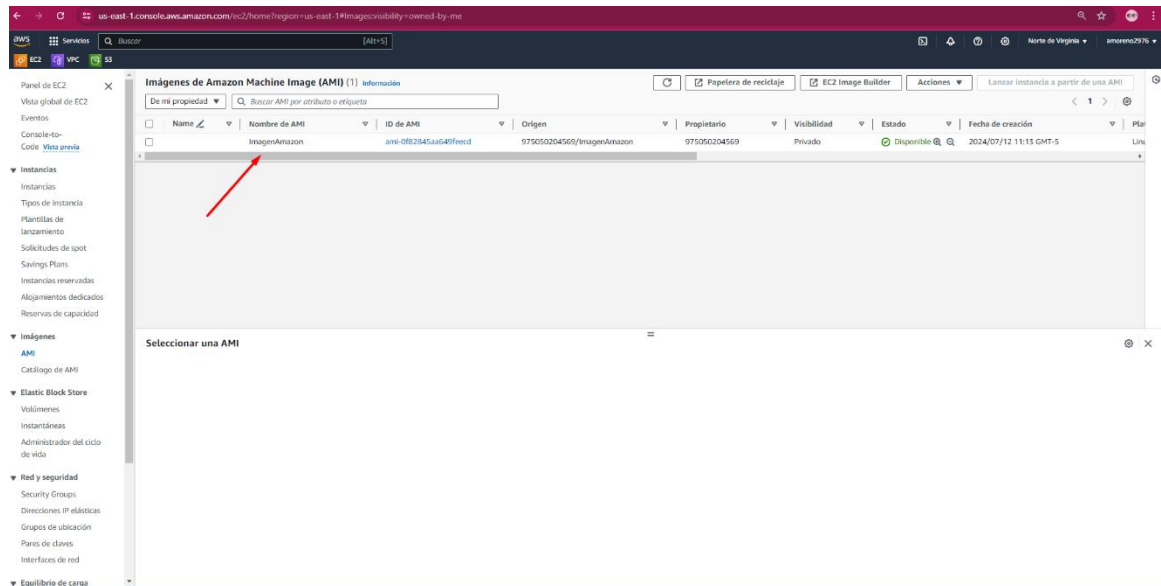 us-east-1.console.aws.amazon.com/ec2/home?region=us-east-1#Images:visibility=owned-by-me
aws Servicios Buscar [Alt+S] Norte de Virginia amoreno2976
EC2 VPC S3
Panel de EC2
Vista global de EC2
Eventos
Console-to-
Code Vista previa
Instancias
Instancias
Tipos de instancia
Plantillas de
lanzamiento
Solicitudes de spot
Savings Plans
Instancias reservadas
Alojamientos dedicados
Reservas de capacidad
Imágenes
AMI
Catálogo de AMI
Elastic Block Store
Volúmenes
Instantáneas
Administrador del ciclo
de vida
Red y seguridad
Security Groups
Direcciones IP elásticas
Grupos de ubicación
Pares de claves
Interfaces de red
Equilibrio de carga
Imágenes de Amazon Machine Image (AMI) (1) Información
Papelera de reciclaje EC2 Image Builder Acciones Lanzar instancia a partir de una AMI
De mi propiedad Buscar AMI por atributo o etiqueta 1
Name Nombre de AMI ID de AMI Origen Propietario Visibilidad Estado Fecha de creación Plat
ImagenAmazon ami-0f82845aa649feecd 975050204569/ImagenAmazon 975050204569 Privado Disponible 2024/07/12 11:13 GMT-5 Linu
Seleccionar una AMI